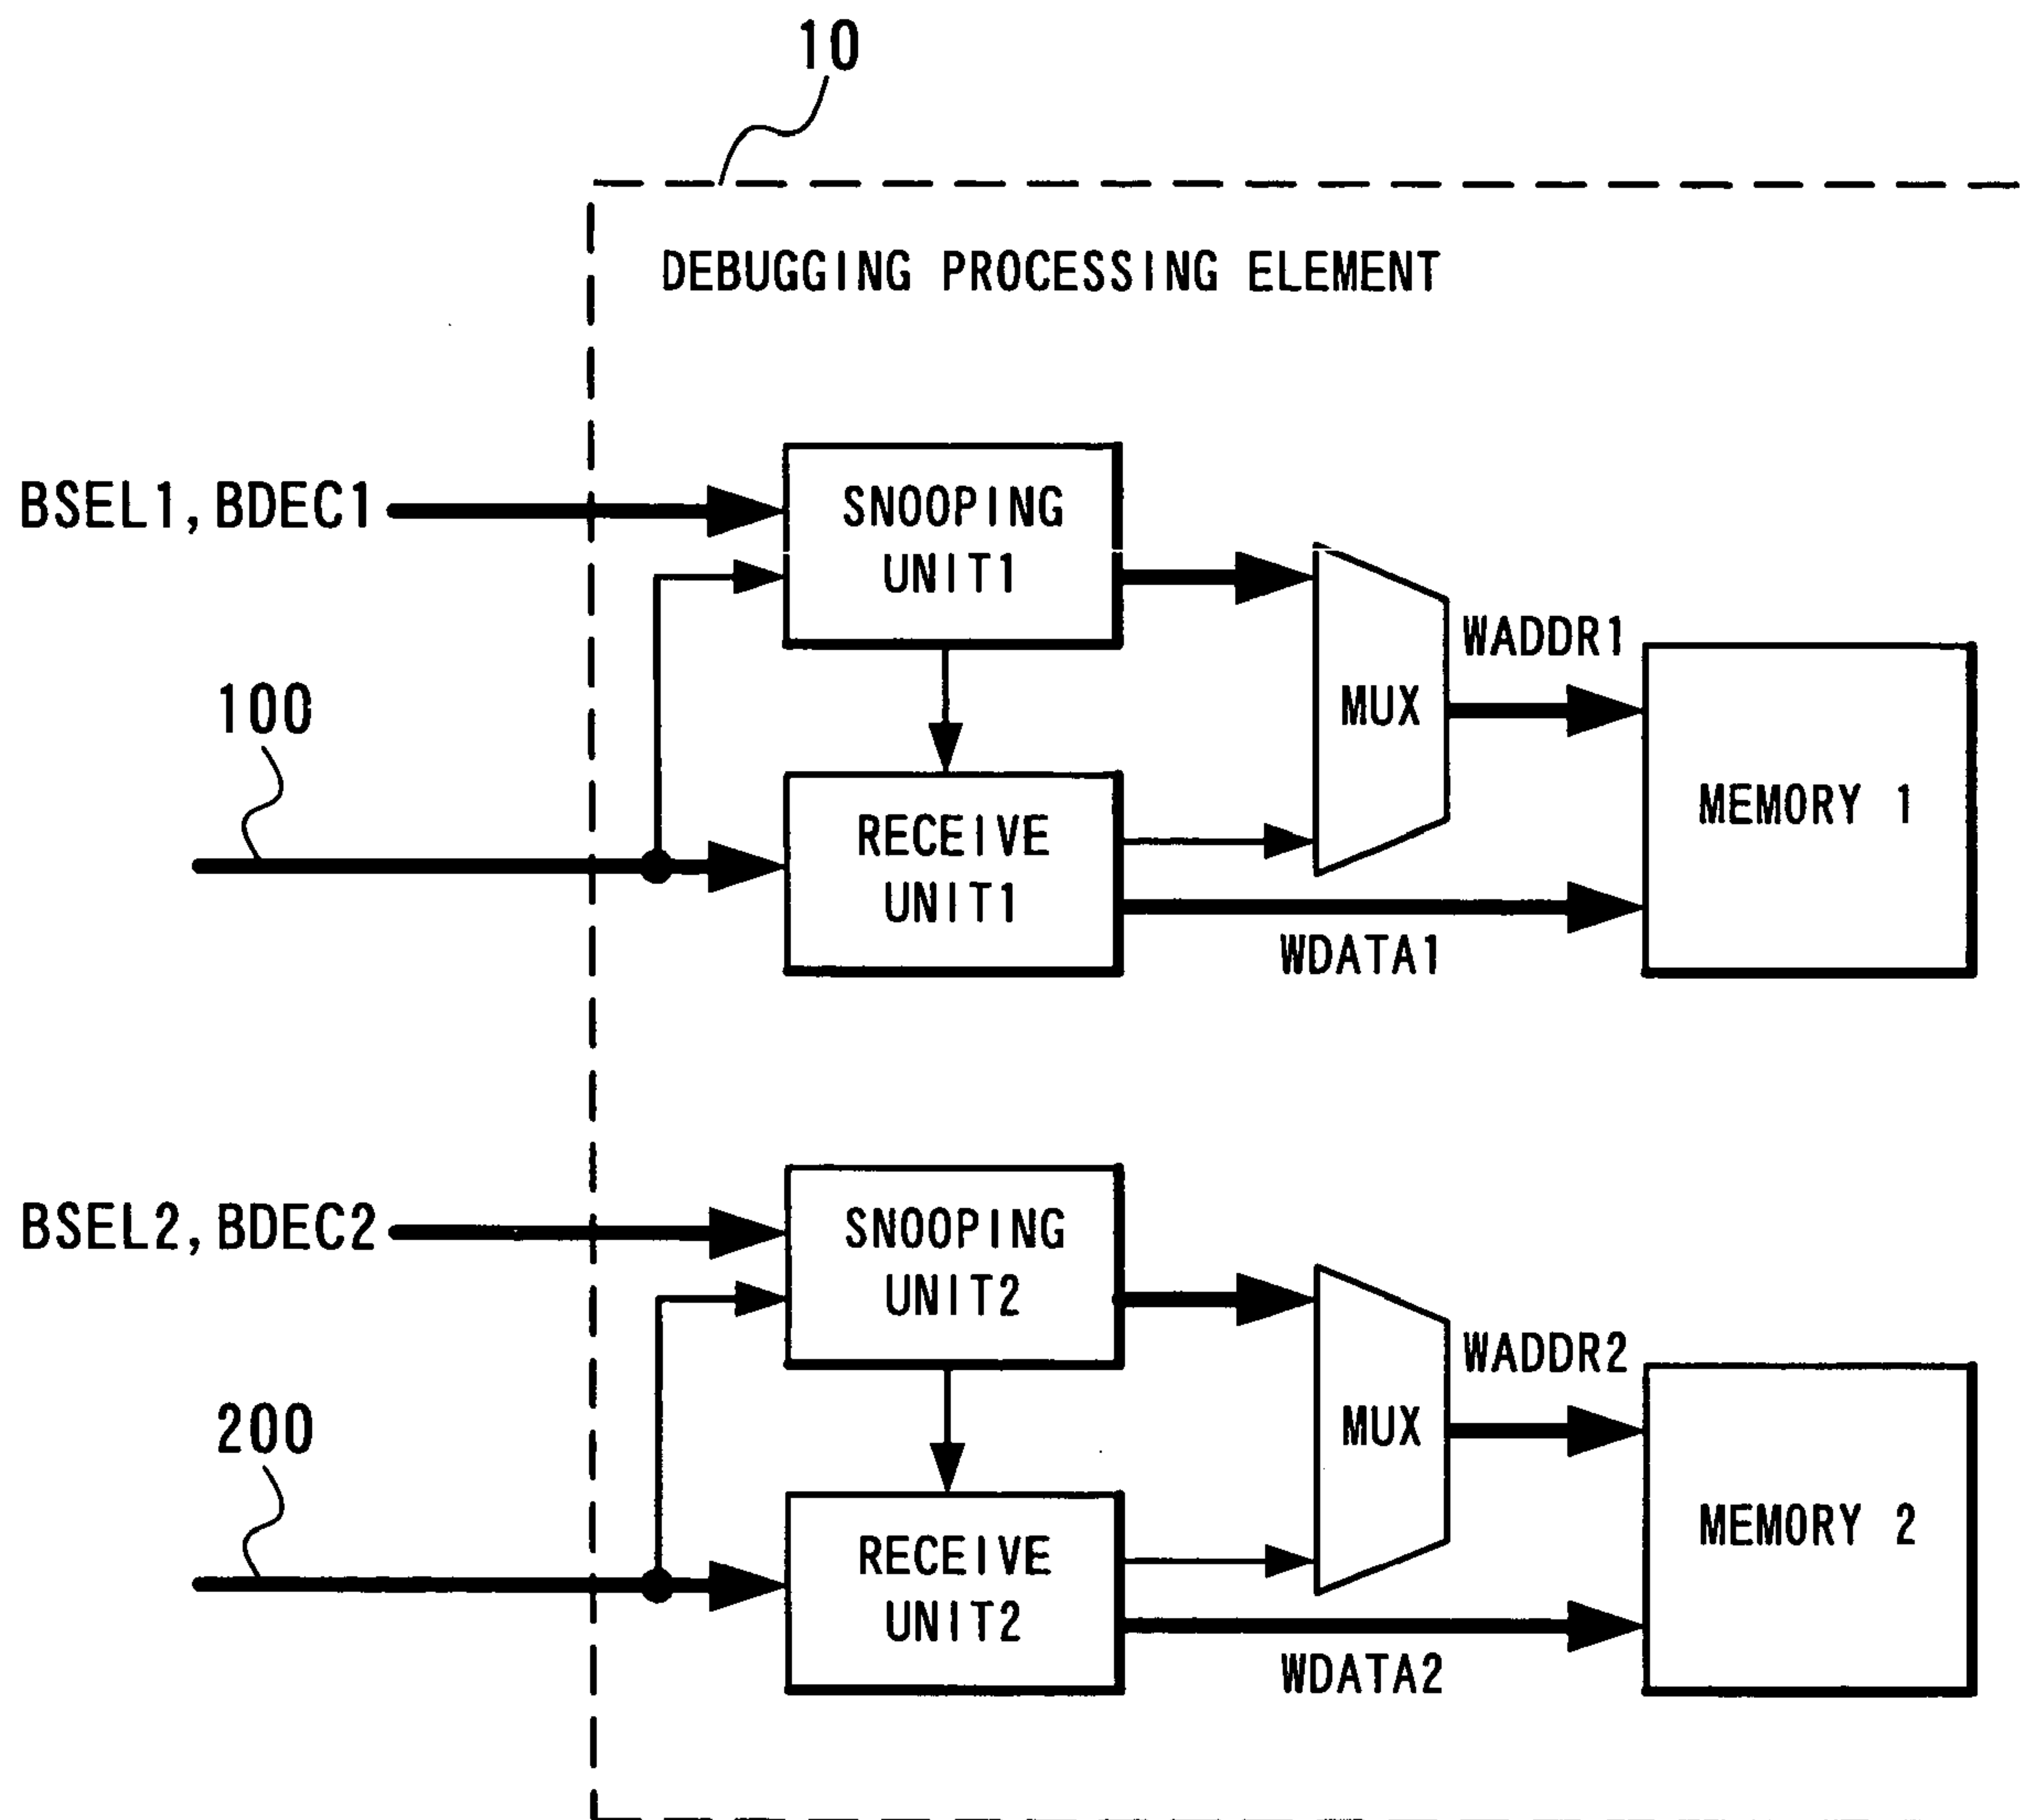 10
DEBUGGING PROCESSING ELEMENT
BSEL1, BDEC1
SNOOPING
UNIT1
WADDR1
100
MUX
MEMORY 1
RECEIVE
UNIT1
WDATA1
BSEL2, BDEC2
SNOOPING
UNIT2
WADDR2
200
MUX
MEMORY 2
RECEIVE
UNIT2
WDATA2